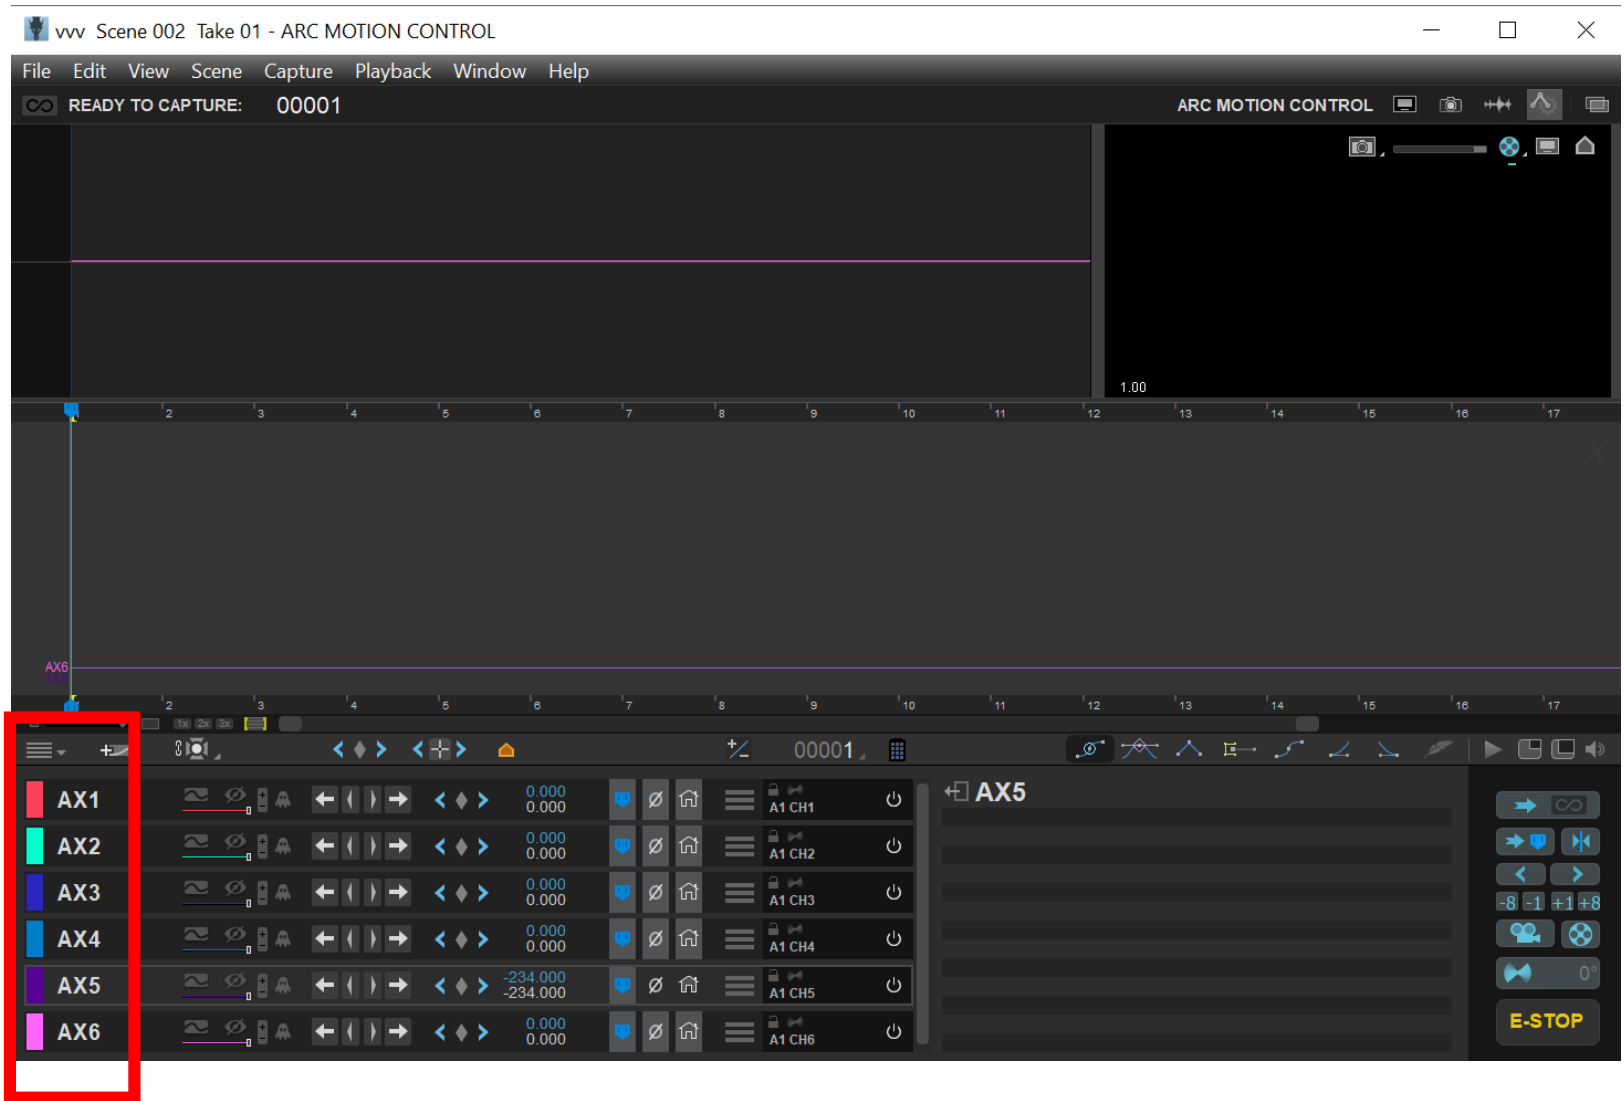 vvv Scene 002 Take 01 - ARC MOTION CONTROL
File Edit View Scene Capture Playback Window Help
READY TO CAPTURE: 00001 ARC MOTION CONTROL
1.00
2 3 4 5 6 7 8 9 10 11 12 13 14 15 16 17
X
AX6
AX5
2 3 4 5 6 7 8 9 10 11 12 13 14 15 16 17
1x 2x 3x
00001
AX1 0.000 0.000 A1 CH1
AX2 0.000 0.000 A1 CH2
AX3 0.000 0.000 A1 CH3
AX4 0.000 0.000 A1 CH4
AX5 -234.000 -234.000 A1 CH5
AX6 0.000 0.000 A1 CH6
AX5
-8 -1 +1 +8
0°
E-STOP